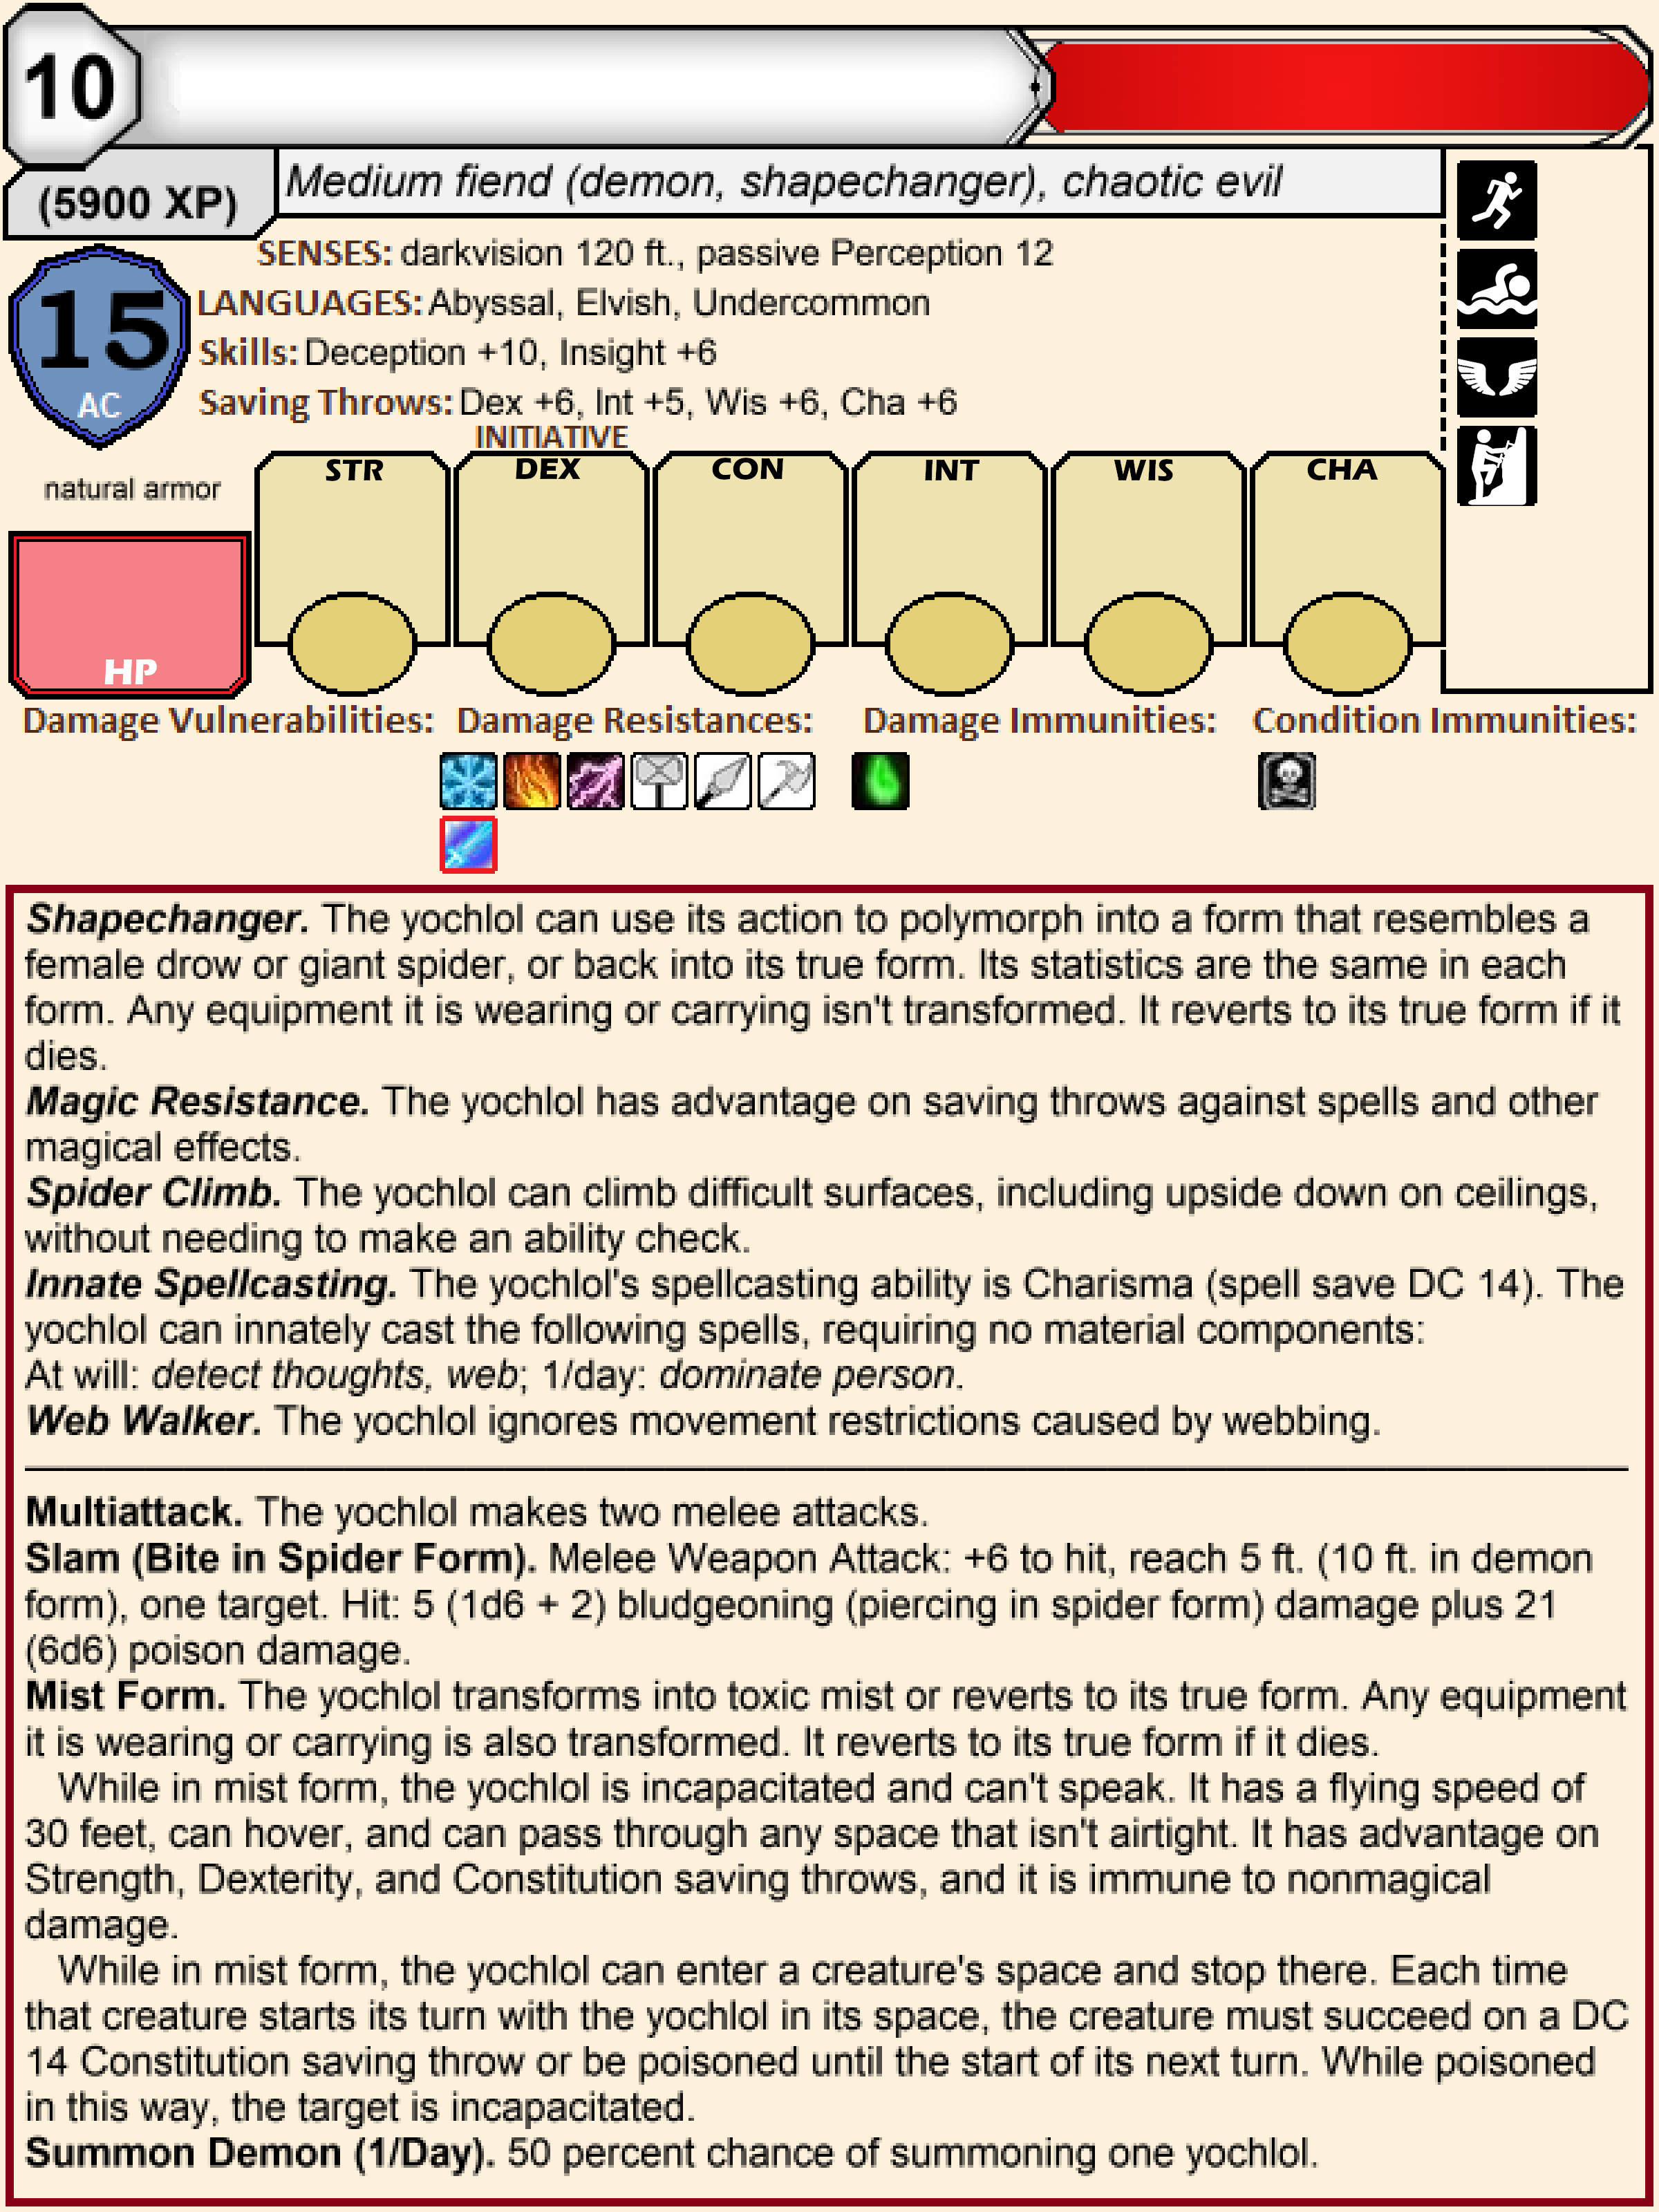 10
(5900 XP)
Medium fiend (demon, shapechanger), chaotic evil
SENSES: darkvision 120 ft., passive Perception 12
LANGUAGES: Abyssal, Elvish, Undercommon
Skills: Deception +10, Insight +6
Saving Throws: Dex +6, Int +5, Wis +6, Cha +6
15
AC
natural armor
INITIATIVE
STR DEX CON INT WIS CHA
HP
Damage Vulnerabilities: Damage Resistances: Damage Immunities: Condition Immunities:
Shapechanger. The yochlol can use its action to polymorph into a form that resembles a
female drow or giant spider, or back into its true form. Its statistics are the same in each
form. Any equipment it is wearing or carrying isn't transformed. It reverts to its true form if it
dies.
Magic Resistance. The yochlol has advantage on saving throws against spells and other
magical effects.
Spider Climb. The yochlol can climb difficult surfaces, including upside down on ceilings,
without needing to make an ability check.
Innate Spellcasting. The yochlol's spellcasting ability is Charisma (spell save DC 14). The
yochlol can innately cast the following spells, requiring no material components:
At will: detect thoughts, web; 1/day: dominate person.
Web Walker. The yochlol ignores movement restrictions caused by webbing.
Multiattack. The yochlol makes two melee attacks.
Slam (Bite in Spider Form). Melee Weapon Attack: +6 to hit, reach 5 ft. (10 ft. in demon
form), one target. Hit: 5 (1d6 + 2) bludgeoning (piercing in spider form) damage plus 21
(6d6) poison damage.
Mist Form. The yochlol transforms into toxic mist or reverts to its true form. Any equipment
it is wearing or carrying is also transformed. It reverts to its true form if it dies.
While in mist form, the yochlol is incapacitated and can't speak. It has a flying speed of
30 feet, can hover, and can pass through any space that isn't airtight. It has advantage on
Strength, Dexterity, and Constitution saving throws, and it is immune to nonmagical
damage.
While in mist form, the yochlol can enter a creature's space and stop there. Each time
that creature starts its turn with the yochlol in its space, the creature must succeed on a DC
14 Constitution saving throw or be poisoned until the start of its next turn. While poisoned
in this way, the target is incapacitated.
Summon Demon (1/Day). 50 percent chance of summoning one yochlol.